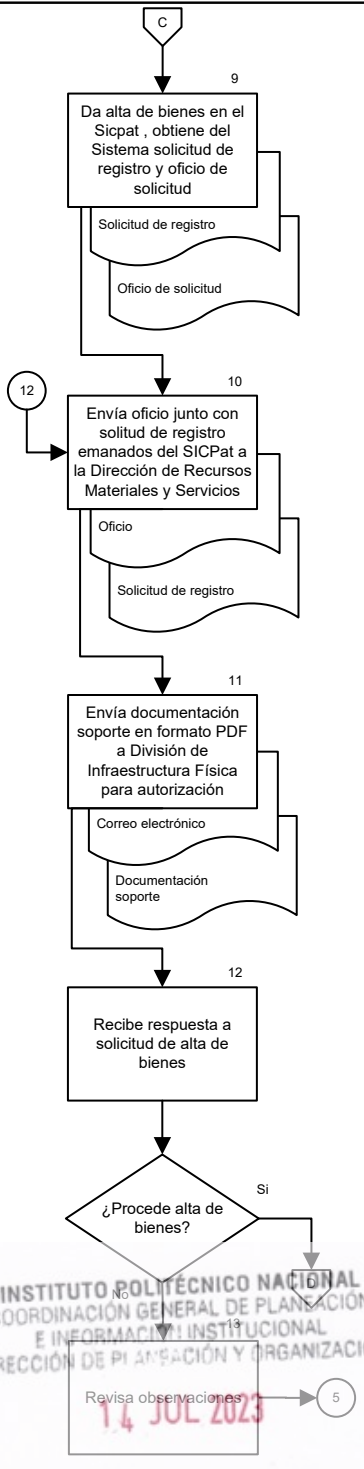 C
9
Da alta de bienes en el
Sicpat , obtiene del
Sistema solicitud de
registro y oficio de
solicitud
Solicitud de registro
Oficio de solicitud
12
10
Envía oficio junto con
solitud de registro
emanados del SICPat a
la Dirección de Recursos
Materiales y Servicios
Oficio
Solicitud de registro
11
Envía documentación
soporte en formato PDF
a División de
Infraestructura Física
para autorización
Correo electrónico
Documentación
soporte
12
Recibe respuesta a
solicitud de alta de
bienes
¿Procede alta de
bienes?
Si
D
No
13
Revisa observaciones
5
INSTITUTO POLITÉCNICO NACIONAL
COORDINACIÓN GENERAL DE PLANEACIÓN
E INFORMACIÓN INSTITUCIONAL
DIRECCIÓN DE PLANEACIÓN Y ORGANIZACIÓN
14 JUL 2023